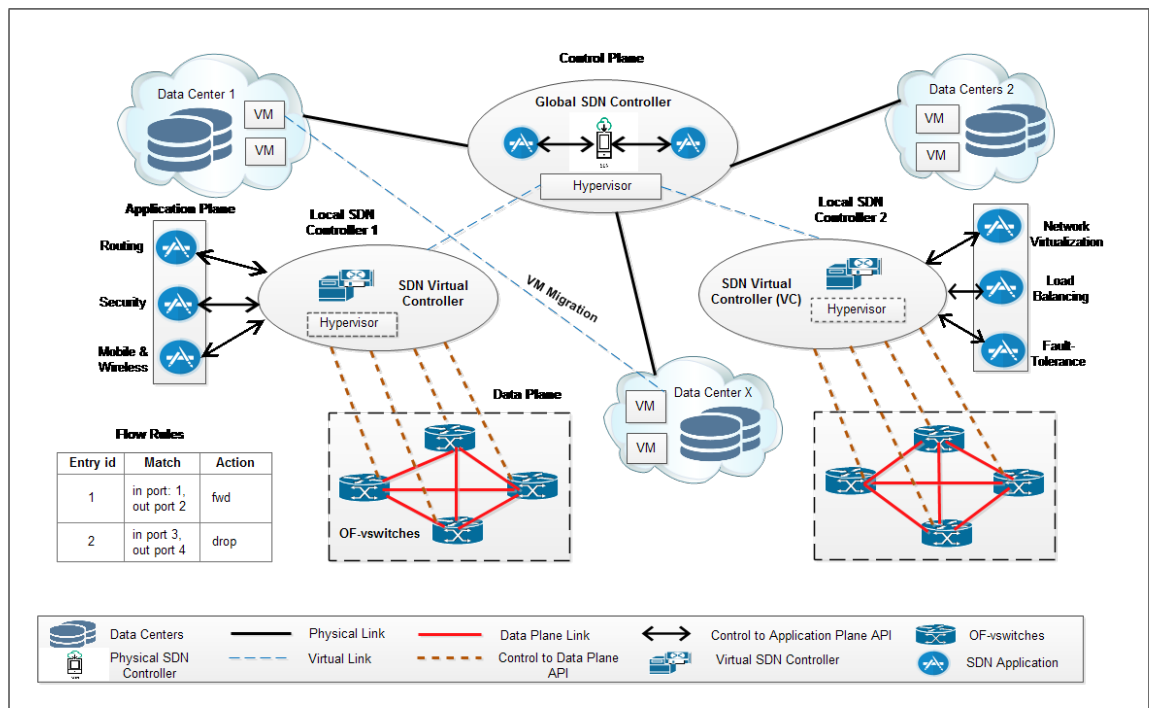 Control Plane
Global SDN Controller
Hypervisor
Data Center 1
VM
VM
Data Centers 2
VM
VM
Application Plane
Routing
Security
Mobile &
Wireless
Local SDN
Controller 1
SDN Virtual
Controller
Hypervisor
VM Migration
Local SDN
Controller 2
SDN Virtual
Controller (VC)
Hypervisor
Network
Virtualization
Load
Balancing
Fault-
Tolerance
Data Center X
VM
VM
Data Plane
OF-vswitches
Flow Rules
Entry id Match Action
1 in port: 1, fwd
out port 2
2 in port 3, drop
out port 4
Data Centers
Physical Link
Data Plane Link
Control to Application Plane API
OF-vswitches
Physical SDN
Controller
Virtual Link
Control to Data Plane
API
Virtual SDN Controller
SDN Application